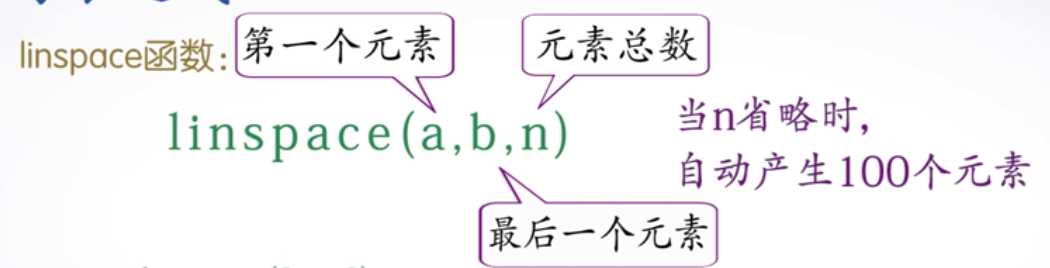 linspace函数:
第一个元素
元素总数
linspace(a,b,n)
当n省略时,
自动产生100个元素
最后一个元素